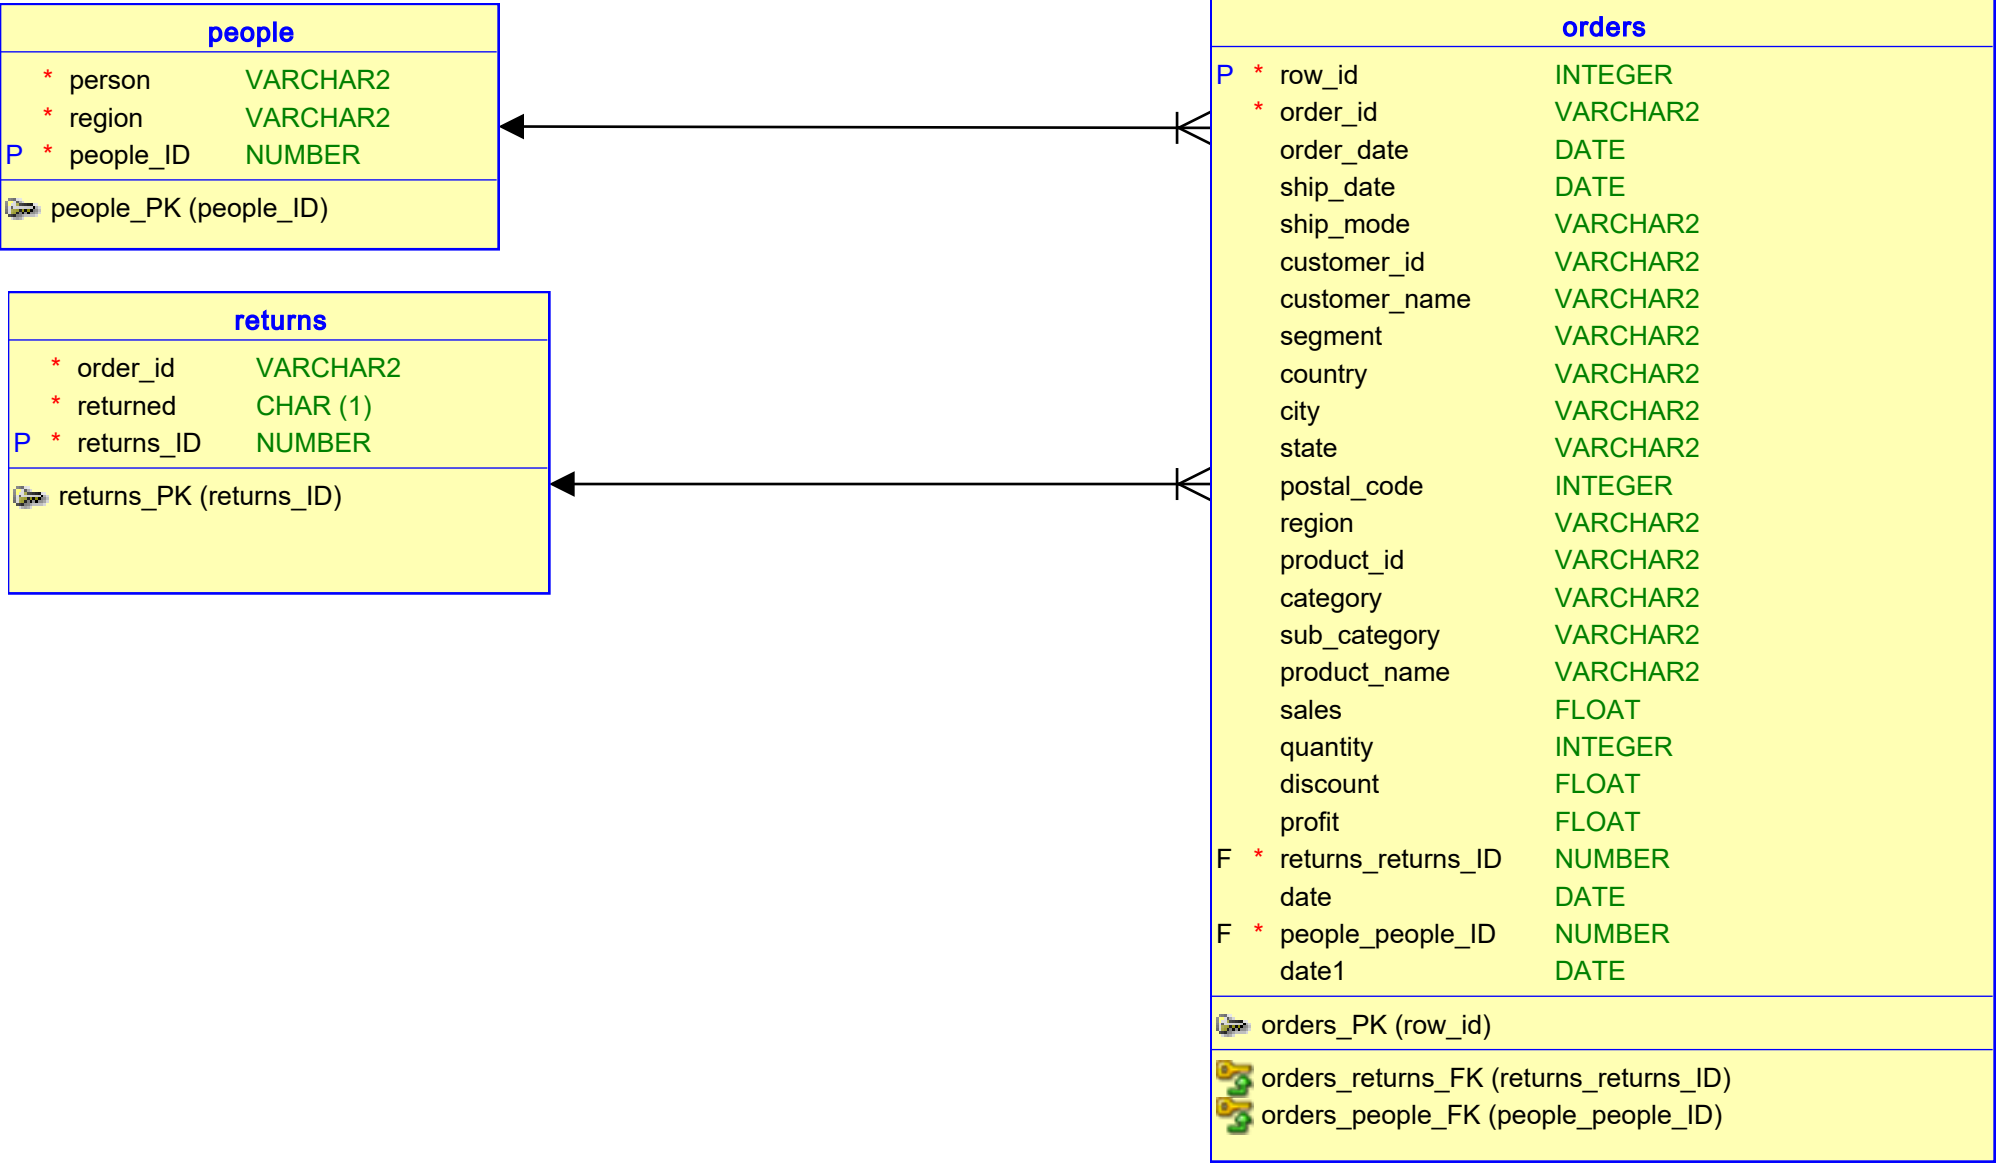 people
* person VARCHAR2
* region VARCHAR2
P * people_ID NUMBER
people_PK (people_ID)
returns
* order_id VARCHAR2
* returned CHAR (1)
P * returns_ID NUMBER
returns_PK (returns_ID)
orders
P * row_id INTEGER
* order_id VARCHAR2
order_date DATE
ship_date DATE
ship_mode VARCHAR2
customer_id VARCHAR2
customer_name VARCHAR2
segment VARCHAR2
country VARCHAR2
city VARCHAR2
state VARCHAR2
postal_code INTEGER
region VARCHAR2
product_id VARCHAR2
category VARCHAR2
sub_category VARCHAR2
product_name VARCHAR2
sales FLOAT
quantity INTEGER
discount FLOAT
profit FLOAT
F * returns_returns_ID NUMBER
date DATE
F * people_people_ID NUMBER
date1 DATE
orders_PK (row_id)
orders_returns_FK (returns_returns_ID)
orders_people_FK (people_people_ID)